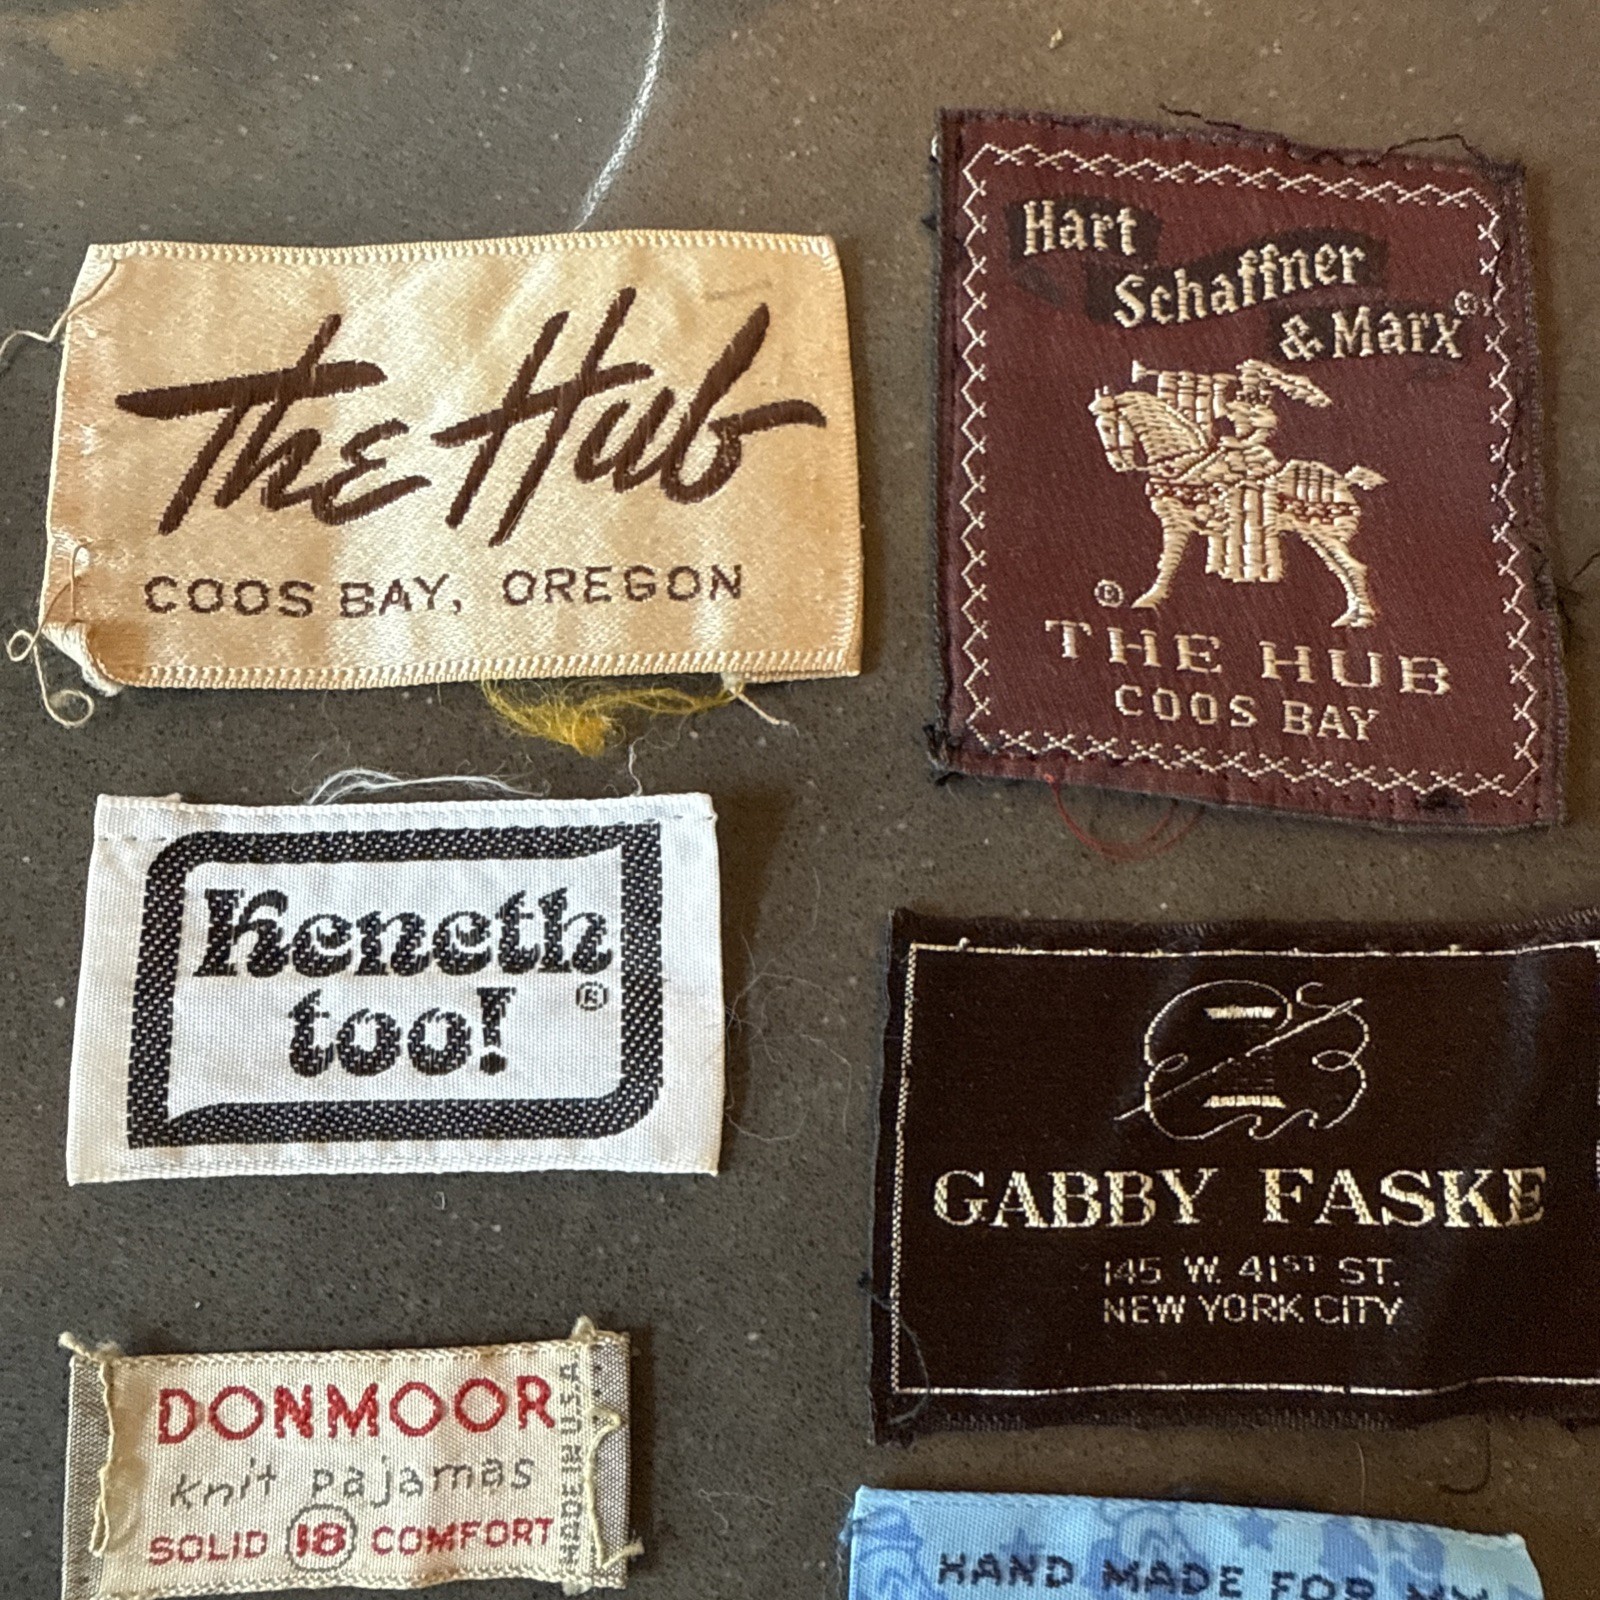 The Hub
COOS BAY, OREGON
Hart
Schaffner
& Marx®
®
THE HUB
COOS BAY
Keneth
too!
®
GABBY FASKE
145 W. 41ST ST.
NEW YORK CITY
DONMOOR
knit pajamas
SOLID 18 COMFORT
MADE IN U.S.A.
HAND MADE FOR MY